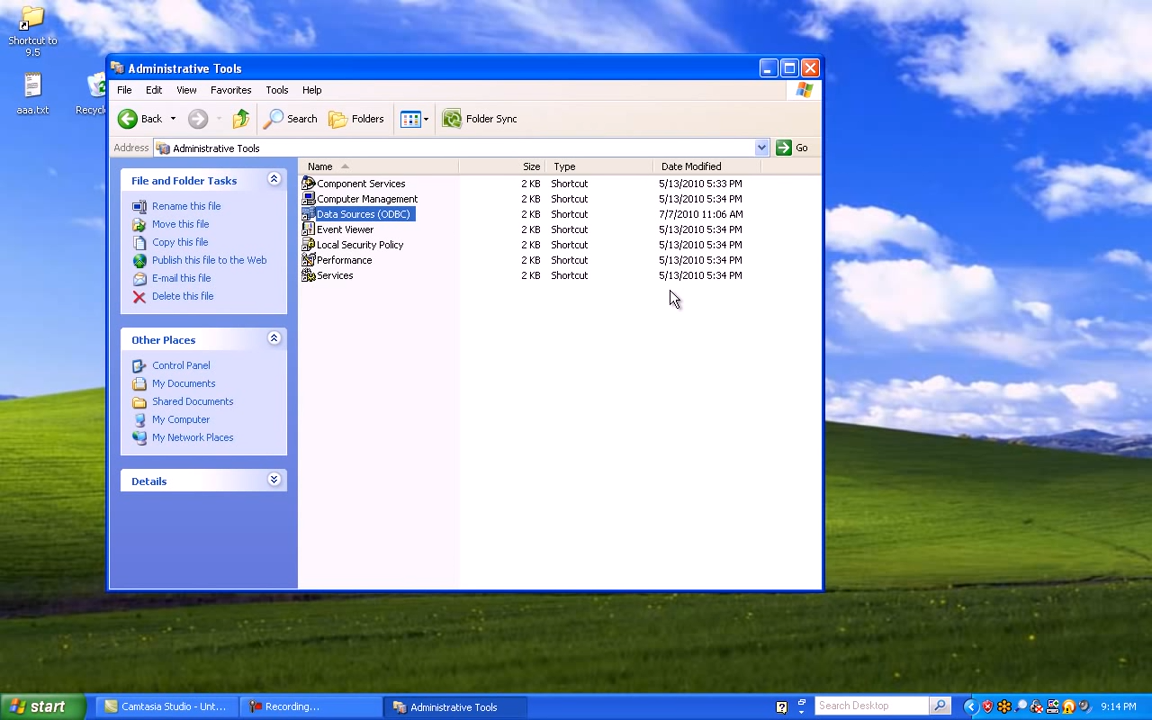 Shortcut to
9.5
aaa.txt
Recycl
Administrative Tools
File Edit View Favorites Tools Help
Back Search Folders Folder Sync
Address Administrative Tools Go
File and Folder Tasks
Rename this file
Move this file
Copy this file
Publish this file to the Web
E-mail this file
Delete this file
Other Places
Control Panel
My Documents
Shared Documents
My Computer
My Network Places
Details
Name Size Type Date Modified
Component Services 2 KB Shortcut 5/13/2010 5:33 PM
Computer Management 2 KB Shortcut 5/13/2010 5:34 PM
Data Sources (ODBC) 2 KB Shortcut 7/7/2010 11:06 AM
Event Viewer 2 KB Shortcut 5/13/2010 5:34 PM
Local Security Policy 2 KB Shortcut 5/13/2010 5:34 PM
Performance 2 KB Shortcut 5/13/2010 5:34 PM
Services 2 KB Shortcut 5/13/2010 5:34 PM
start Camtasia Studio - Unt... Recording... Administrative Tools Search Desktop 9:14 PM